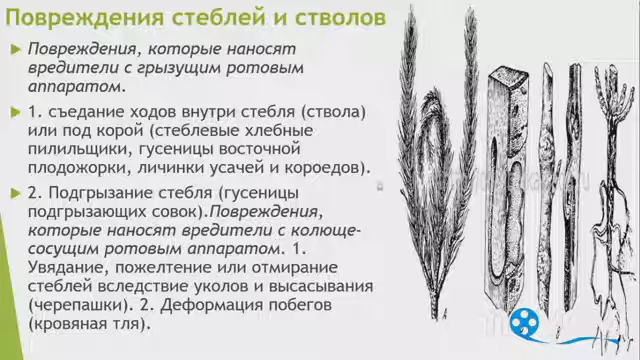 Повреждения стеблей и стволов
Повреждения, которые наносят
вредители с грызущим ротовым
аппаратом.
1. съедание ходов внутри стебля (ствола)
или под корой (стеблевые хлебные
пилильщики, гусеницы восточной
плодожорки, личинки усачей и короедов).
2. Подгрызание стебля (гусеницы
подгрызающих совок).Повреждения,
которые наносят вредители с колюще-
сосущим ротовым аппаратом. 1.
Увядание, пожелтение или отмирание
стеблей вследствие уколов и высасывания
(черепашки). 2. Деформация побегов
(кровяная тля).